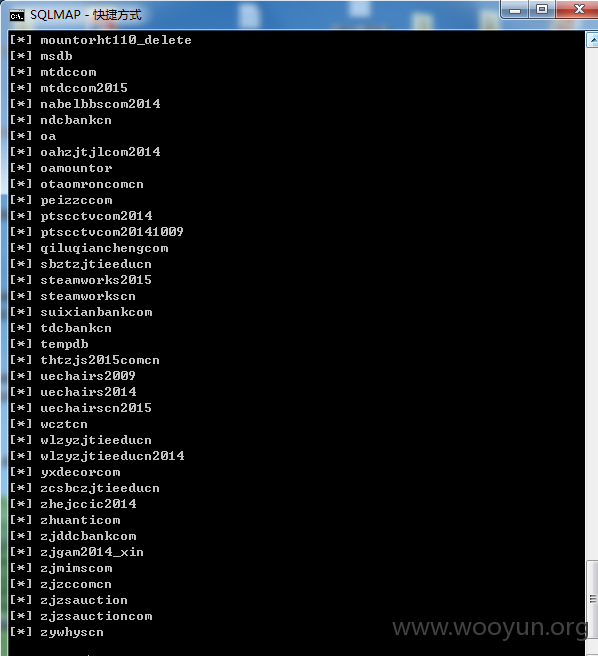 SQLMAP - 快捷方式
[*] mountorht110_delete
[*] msdb
[*] mtdccom
[*] mtdccom2015
[*] nabelbbscom2014
[*] ndcbankcn
[*] oa
[*] oahzjtjlcom2014
[*] oamountor
[*] otaomroncomcn
[*] peizzccom
[*] ptscctvcom2014
[*] ptscctvcom20141009
[*] qiluqianchengcom
[*] sbztzjtieeducn
[*] steamworks2015
[*] steamworkscn
[*] suixianbankcom
[*] tdcbankcn
[*] tempdb
[*] thtzjs2015comcn
[*] uechairs2009
[*] uechairs2014
[*] uechairscn2015
[*] wcztcn
[*] wlzyzjtieeducn
[*] wlzyzjtieeducn2014
[*] yxdecorcom
[*] zcsbczjtieeducn
[*] zhejccic2014
[*] zhuanticom
[*] zjddcbankcom
[*] zjgam2014_xin
[*] zjmimscom
[*] zjzccomcn
[*] zjzsauction
[*] zjzsauctioncom
[*] zywhyscn
www.wooyun.org